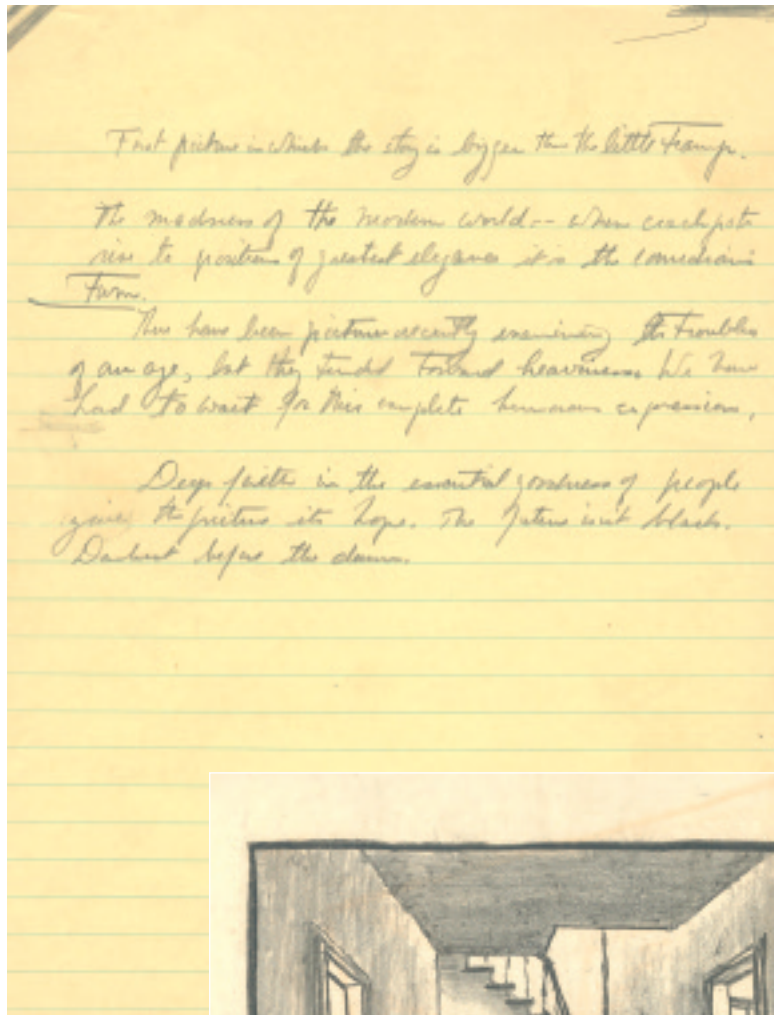 First picture in which the story is bigger than the little tramp.
The madness of the modern world -- when crackpots
rise to positions of greatest elegance it is the comedians
Turn.
There have been pictures recently examining the troubles
of an age, but they tended toward heaviness. We have
had to wait for this complete humorous expression,
Deep faith in the essential goodness of people
gives the picture its hope. The future isn't black.
Darkest before the dawn.